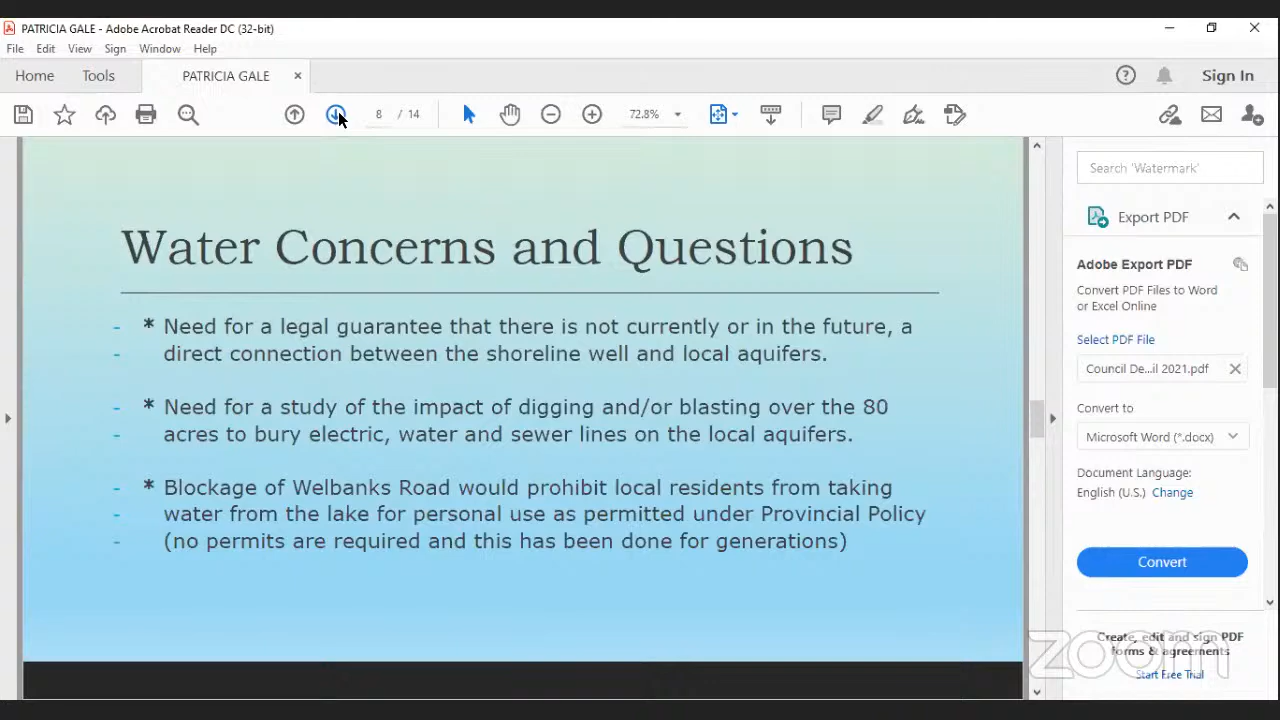 PATRICIA GALE - Adobe Acrobat Reader DC (32-bit)
File Edit View Sign Window Help
Home Tools PATRICIA GALE × Sign In
8 / 14 72.8%
Search 'Watermark'
Export PDF
Adobe Export PDF
Convert PDF Files to Word
or Excel Online
Select PDF File
Council De...il 2021.pdf
Convert to
Microsoft Word (*.docx)
Document Language:
English (U.S.) Change
Convert
Create, edit and sign PDF
forms & agreements
Start Free Trial
zoom
Water Concerns and Questions
- * Need for a legal guarantee that there is not currently or in the future, a
- direct connection between the shoreline well and local aquifers.
- * Need for a study of the impact of digging and/or blasting over the 80
- acres to bury electric, water and sewer lines on the local aquifers.
- * Blockage of Welbanks Road would prohibit local residents from taking
- water from the lake for personal use as permitted under Provincial Policy
- (no permits are required and this has been done for generations)